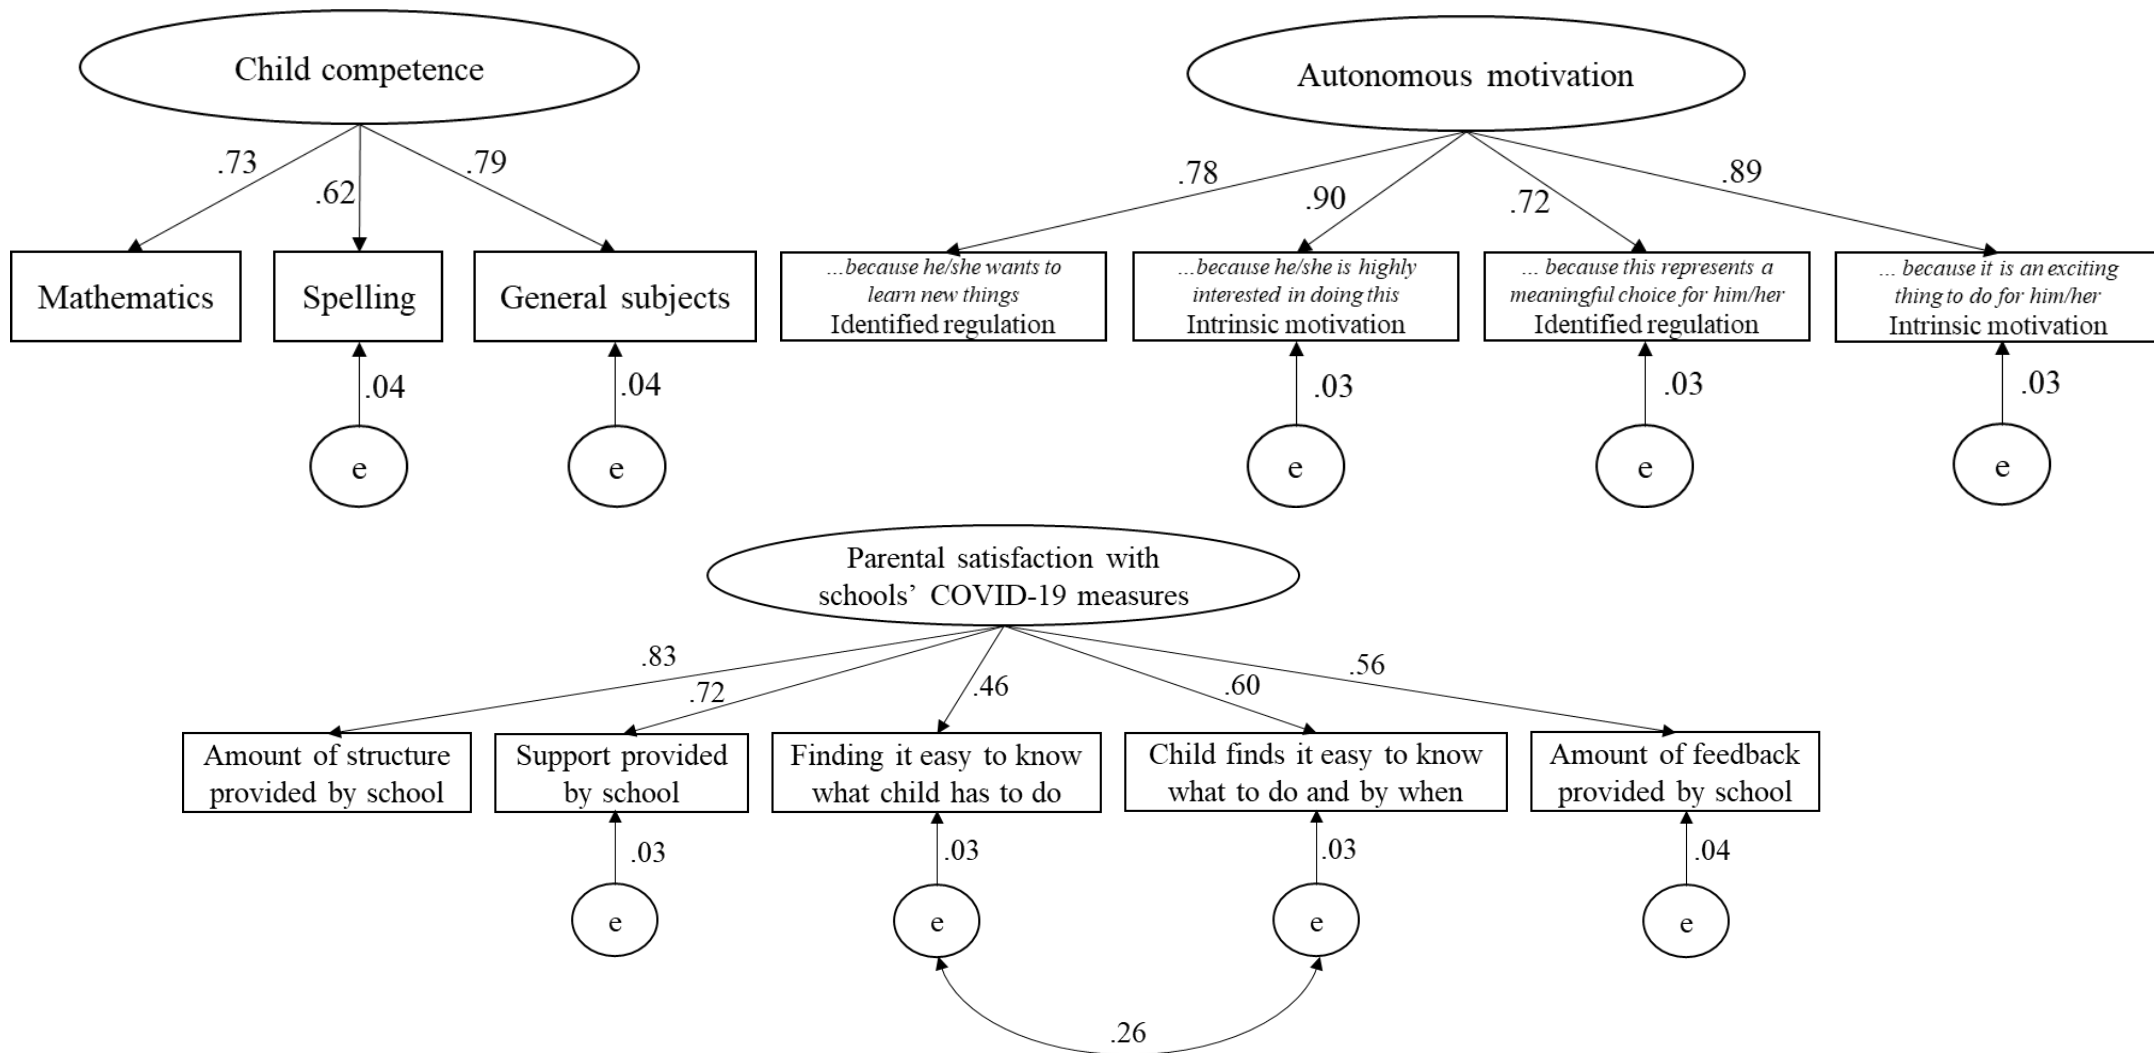 Child competence
Autonomous motivation
.73
.62
.79
.78
.90
.72
.89
Mathematics
Spelling
General subjects
...because he/she wants to
learn new things
Identified regulation
...because he/she is highly
interested in doing this
Intrinsic motivation
... because this represents a
meaningful choice for him/her
Identified regulation
... because it is an exciting
thing to do for him/her
Intrinsic motivation
.04
.04
.03
.03
.03
e
e
e
e
e
Parental satisfaction with
schools’ COVID-19 measures
.83
.72
.46
.60
.56
Amount of structure
provided by school
Support provided
by school
Finding it easy to know
what child has to do
Child finds it easy to know
what to do and by when
Amount of feedback
provided by school
.03
.03
.03
.04
e
e
e
e
.26